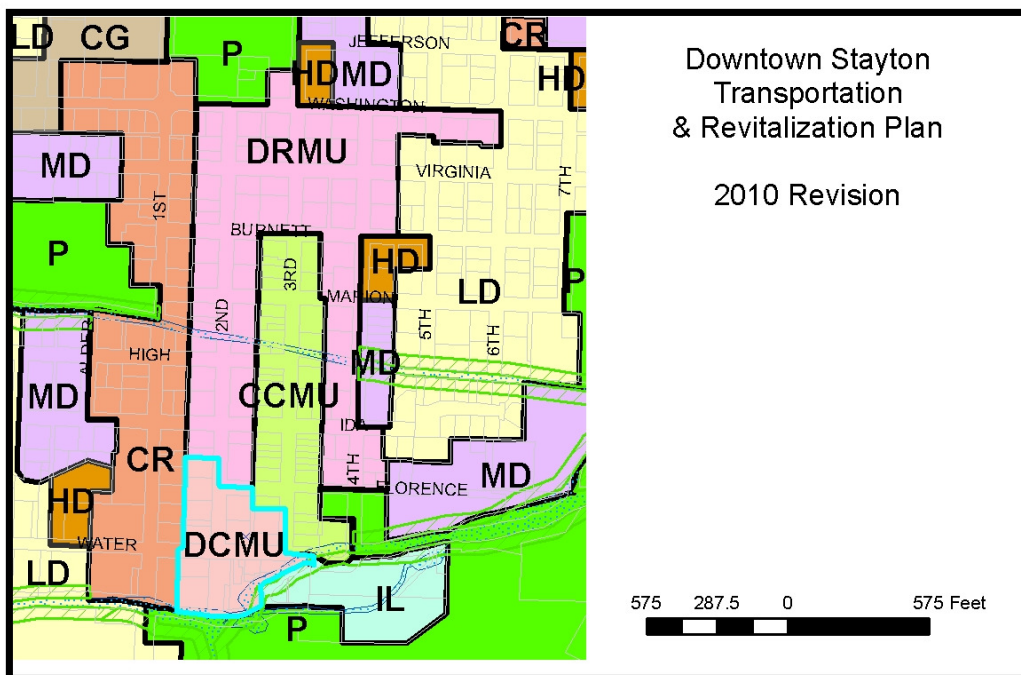 LD
CG
P
JEFFERSON
CR
HD
MD
HD
WASHINGTON
DRMU
MD
VIRGINIA
7TH
1ST
BURNETT
P
HD
3RD
P
MARION
LD
2ND
5TH
6TH
ALDER
HIGH
MD
MD
CCMU
IDA
CR
4TH
MD
FLORENCE
HD
WATER
DCMU
LD
IL
P
Downtown Stayton
Transportation
& Revitalization Plan
2010 Revision
575 287.5 0 575 Feet